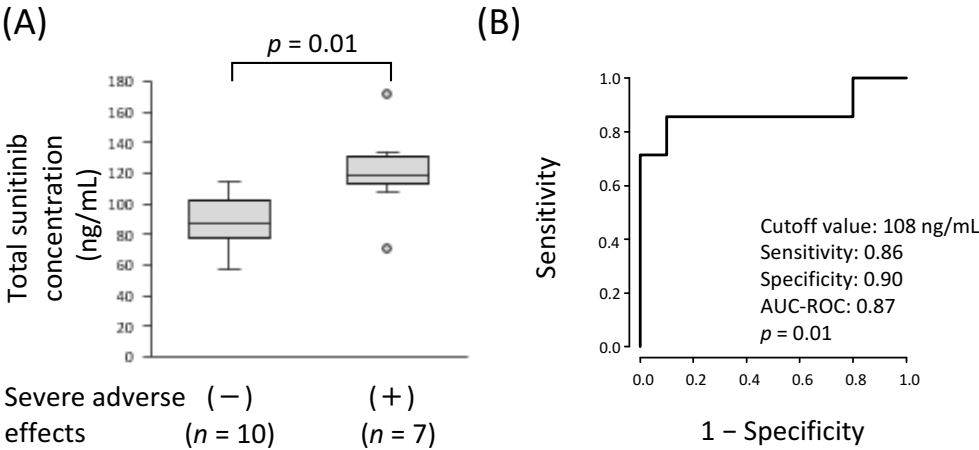 (A)
p = 0.01
Total sunitinib
concentration
(ng/mL)
180
160
140
120
100
80
60
40
20
0
Severe adverse
effects
(−)
(n = 10)
(+)
(n = 7)
(B)
Sensitivity
1.0
0.8
0.6
0.4
0.2
0.0
Cutoff value: 108 ng/mL
Sensitivity: 0.86
Specificity: 0.90
AUC-ROC: 0.87
p = 0.01
0.0 0.2 0.4 0.6 0.8 1.0
1 − Specificity